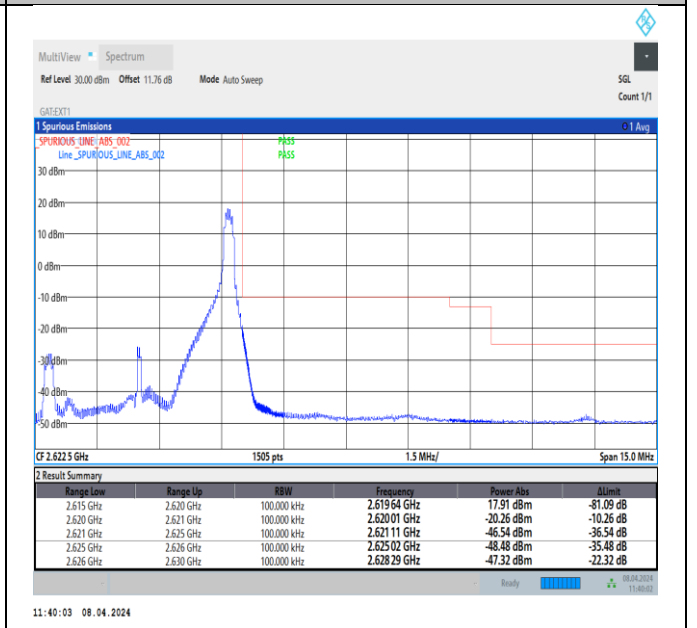 MultiView Spectrum
Ref Level 30.00 dBm Offset 11.76 dB Mode Auto Sweep SGL
Count 1/1
GAT:EXT1
1 Spurious Emissions 1 Avg
_SPURIOUS_LINE_ABS_002 PASS
Line _SPURIOUS_LINE_ABS_002 PASS
30 dBm
20 dBm
10 dBm
0 dBm
-10 dBm
-20 dBm
-30 dBm
-40 dBm
-50 dBm
CF 2.622 5 GHz 1505 pts 1.5 MHz/ Span 15.0 MHz
2 Result Summary
Range Low Range Up RBW Frequency Power Abs ΔLimit
2.615 GHz 2.620 GHz 100.000 kHz 2.619 64 GHz 17.91 dBm -81.09 dB
2.620 GHz 2.621 GHz 100.000 kHz 2.620 01 GHz -20.26 dBm -10.26 dB
2.621 GHz 2.625 GHz 100.000 kHz 2.621 11 GHz -46.54 dBm -36.54 dB
2.625 GHz 2.626 GHz 100.000 kHz 2.625 02 GHz -48.48 dBm -35.48 dB
2.626 GHz 2.630 GHz 100.000 kHz 2.628 29 GHz -47.32 dBm -22.32 dB
Ready 08.04.2024
11:40:02
11:40:03 08.04.2024